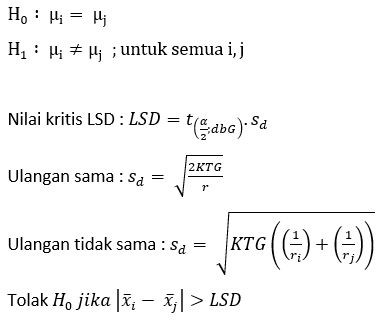 H₀ : μᵢ = μⱼ
H₁ : μᵢ ≠ μⱼ ; untuk semua i, j
Nilai kritis LSD : LSD = t₍α/2;dbG₎. s_d
Ulangan sama : s_d = √(2KTG/r)
Ulangan tidak sama : s_d = √(KTG((1/rᵢ) + (1/rⱼ)))
Tolak H₀ jika |x̄ᵢ − x̄ⱼ| > LSD